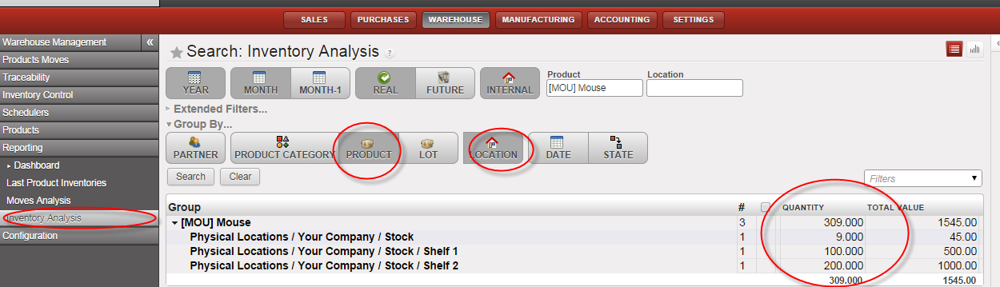 SALES PURCHASES WAREHOUSE MANUFACTURING ACCOUNTING SETTINGS
Warehouse Management «
Products Moves
Traceability
Inventory Control
Schedulers
Products
Reporting
Dashboard
Last Product Inventories
Moves Analysis
Inventory Analysis
Configuration
Search: Inventory Analysis ?
YEAR MONTH MONTH-1 REAL FUTURE INTERNAL
Product Location
[MOU] Mouse
Extended Filters...
Group By...
PARTNER PRODUCT CATEGORY PRODUCT LOT LOCATION DATE STATE
Search Clear
Filters
Group # QUANTITY TOTAL VALUE
[MOU] Mouse 3 309.000 1545.00
Physical Locations / Your Company / Stock 1 9.000 45.00
Physical Locations / Your Company / Stock / Shelf 1 1 100.000 500.00
Physical Locations / Your Company / Stock / Shelf 2 1 200.000 1000.00
309.000 1545.00